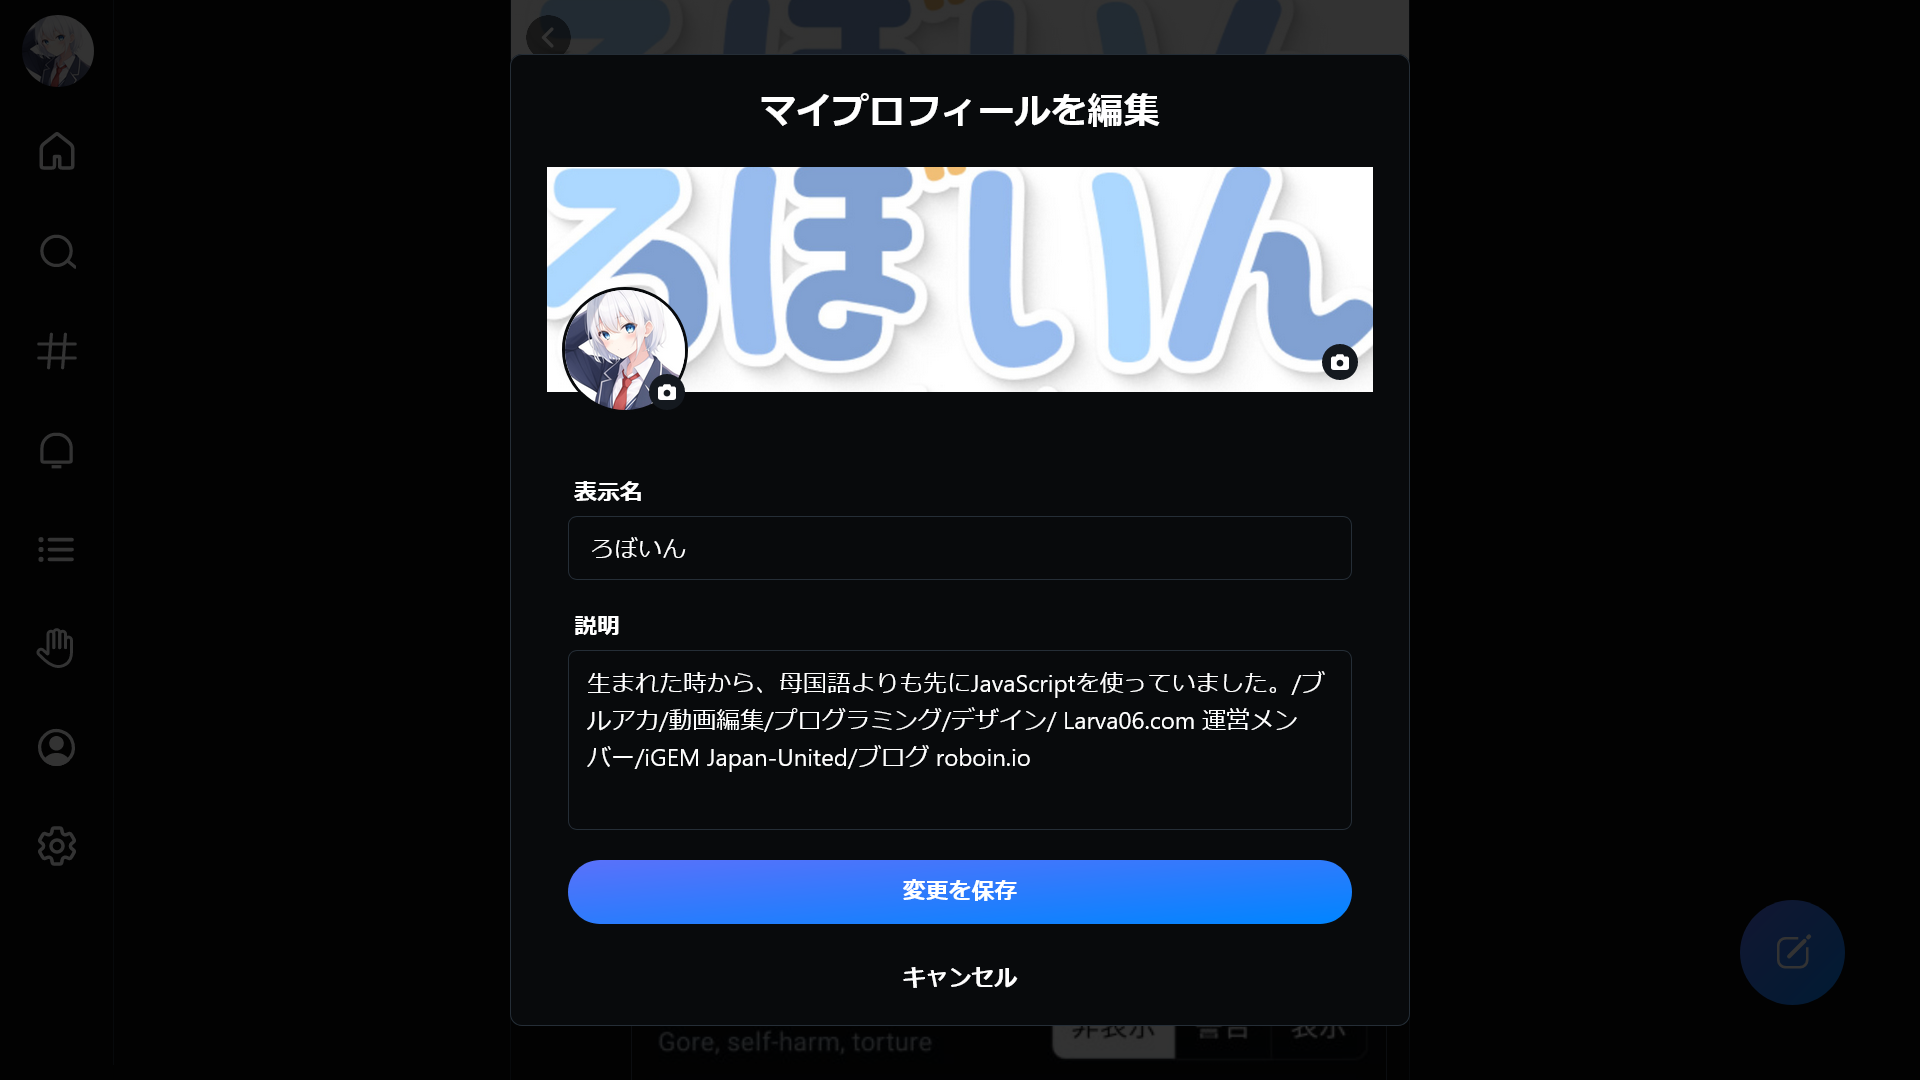 マイプロフィールを編集
ろぼいん
表示名
ろぼいん
説明
生まれた時から、母国語よりも先にJavaScriptを使っていました。/ブ
ルアカ/動画編集/プログラミング/デザイン/ Larva06.com 運営メン
バー/iGEM Japan-United/ブログ roboin.io
変更を保存
キャンセル
Gore, self-harm, torture
非表示 警告 表示